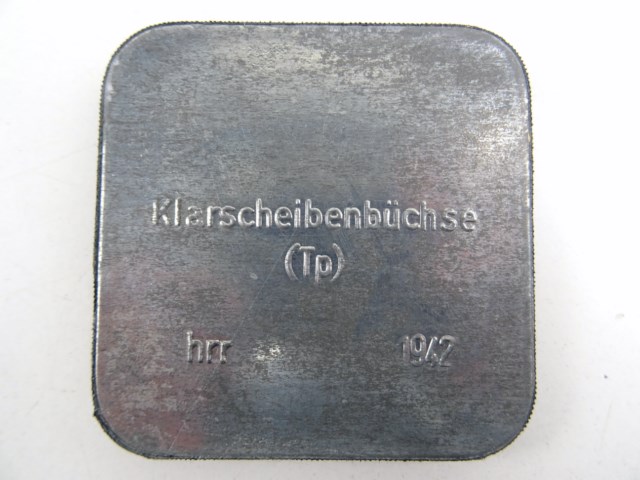 Klarscheibenbüchse
(Tp)
hrr 1942